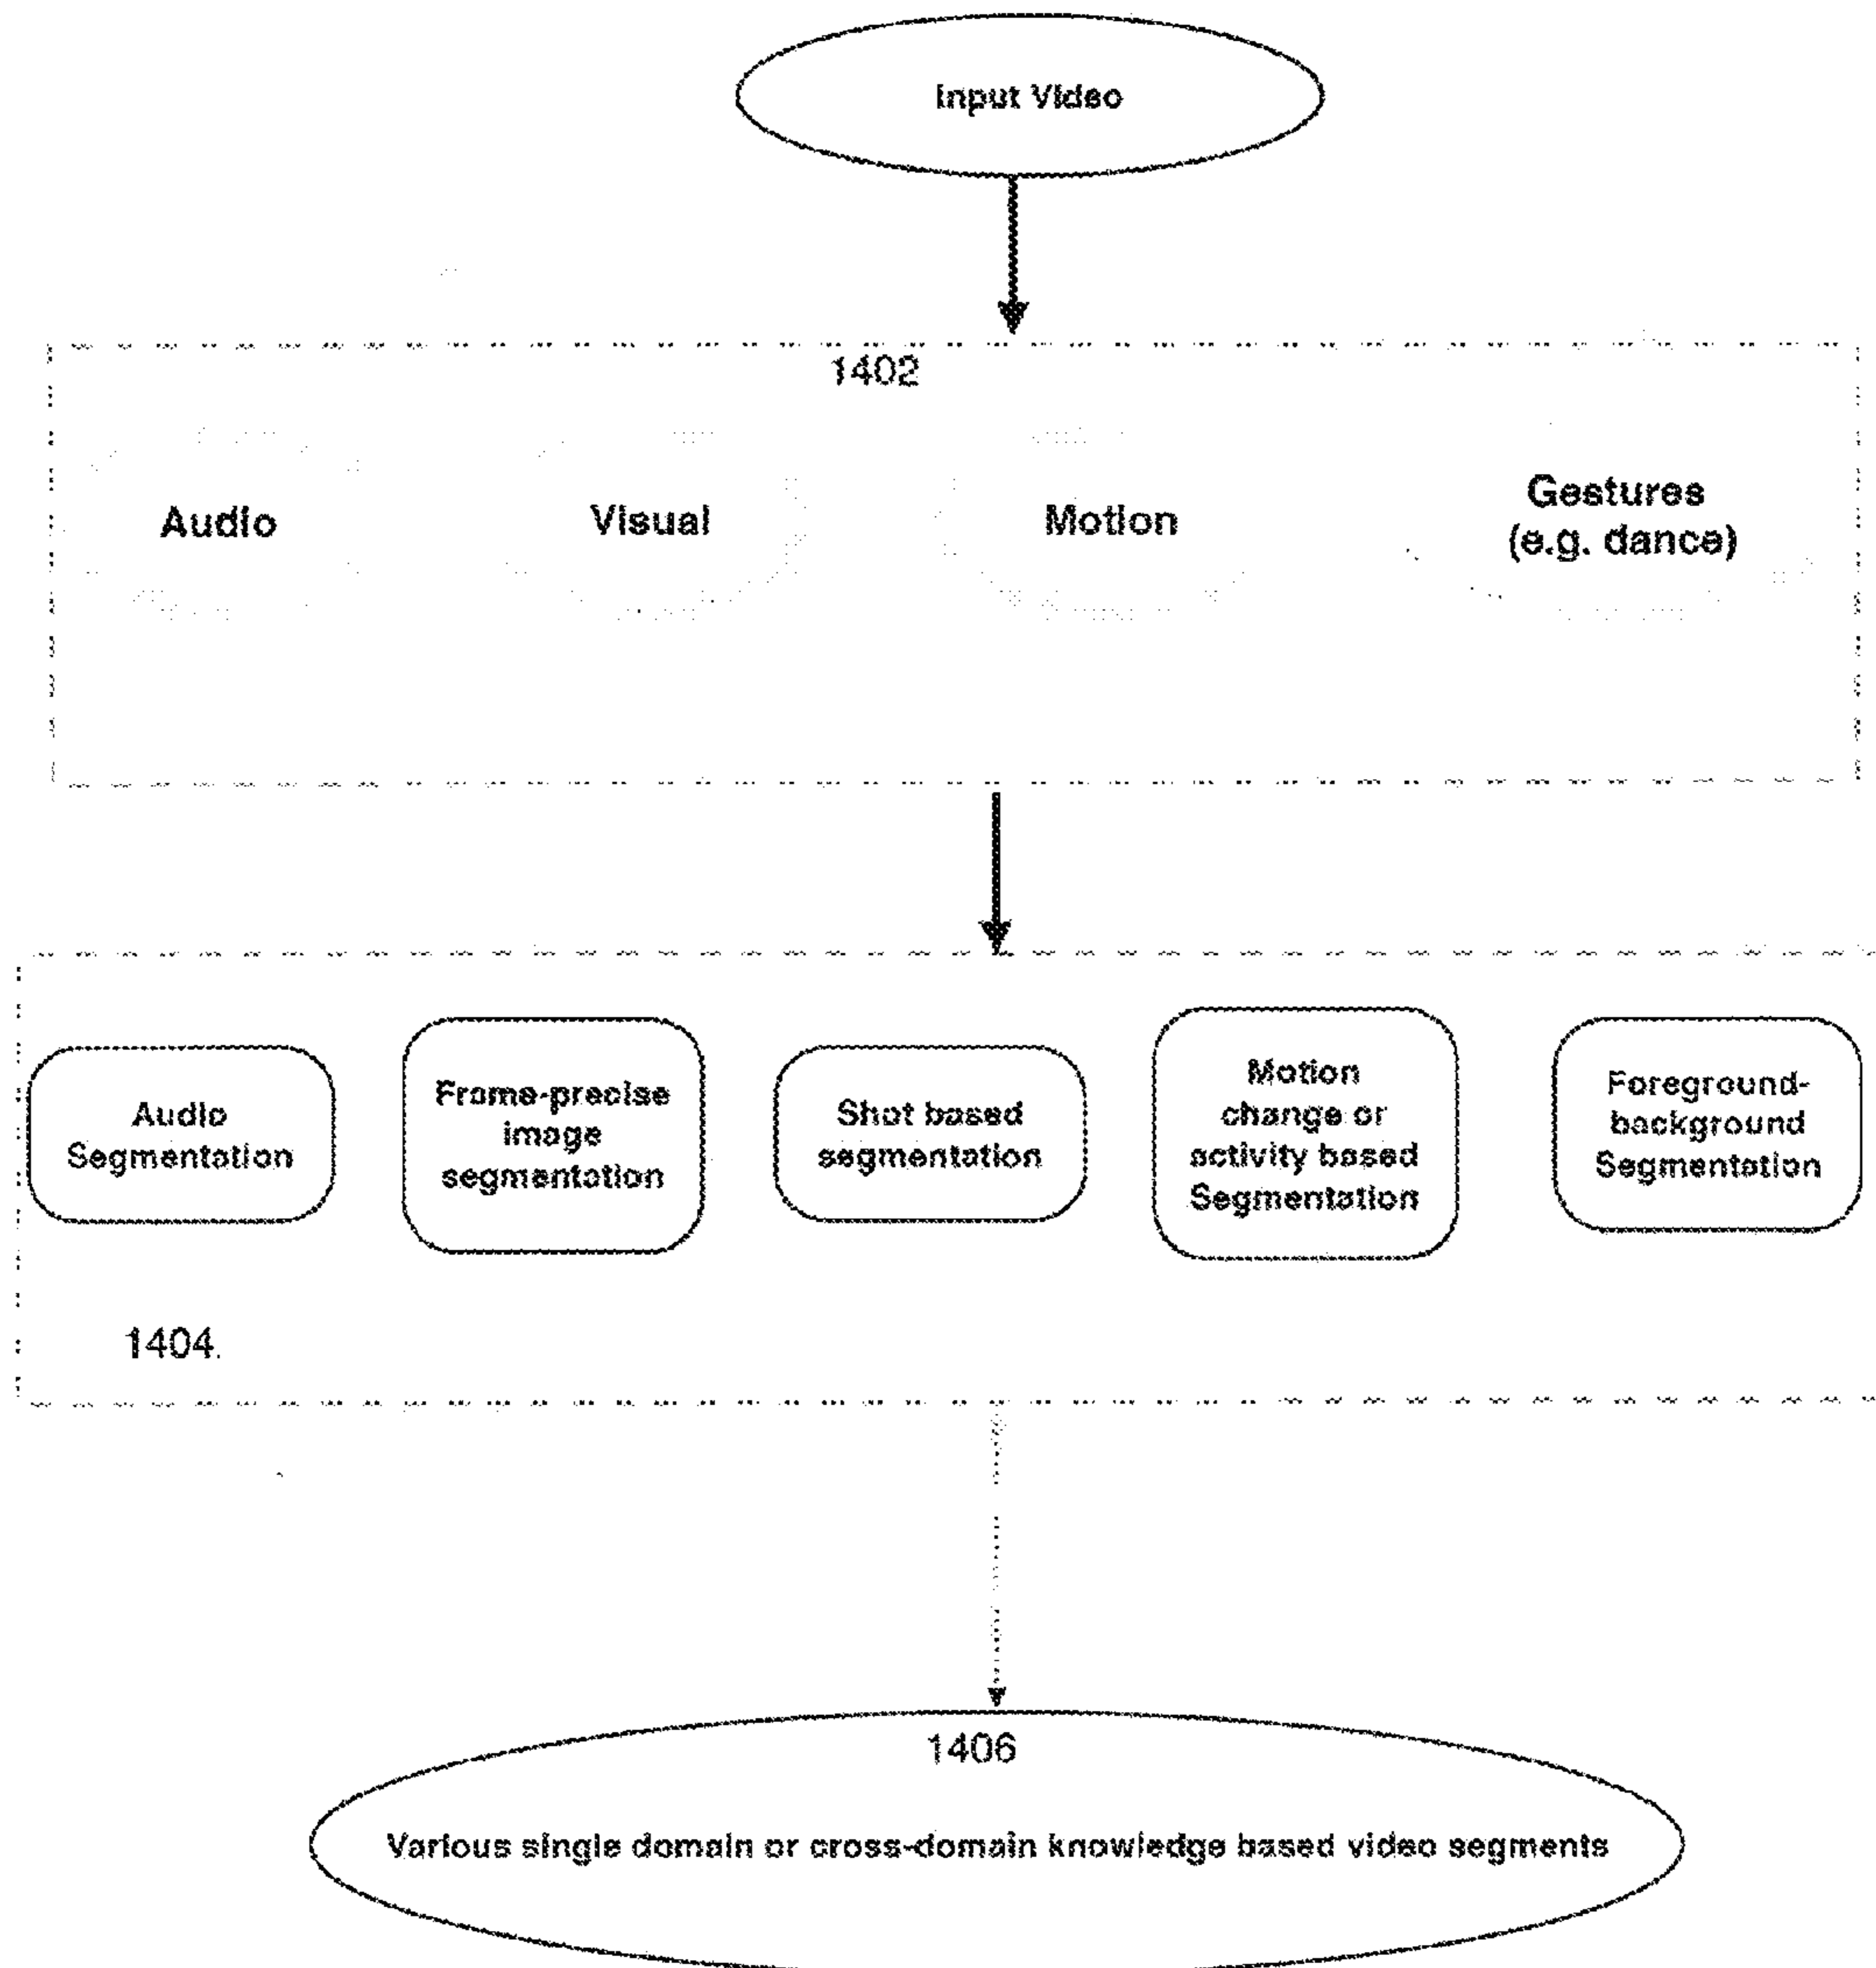 Input Video
1402
Audio
Visual
Motion
Gestures
(e.g. dance)
Audio
Segmentation
Frame-precise
image
segmentation
Shot based
segmentation
Motion
change or
activity based
Segmentation
Foreground-
background
Segmentation
1404
1406
Various single domain or cross-domain knowledge based video segments